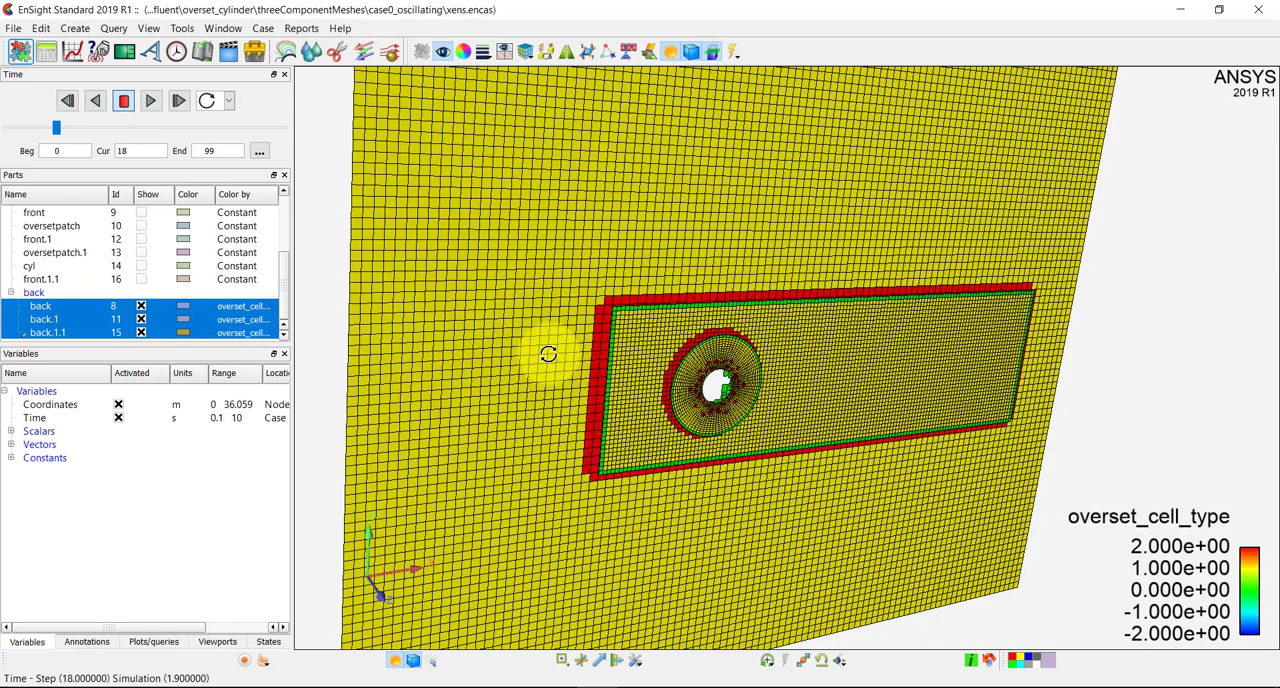 EnSight Standard 2019 R1 : (...fluent\overset_cylinder\threeComponentMeshes\case0_oscillating\xens.encas)
File Edit Create Query View Tools Window Case Reports Help
Time
Beg 0 Cur 18 End 99 ...
Parts
Name Id Show Color Color by
front 9 Constant
oversetpatch 10 Constant
front.1 12 Constant
oversetpatch.1 13 Constant
cyl 14 Constant
front.1.1 16 Constant
back
back 8 overset_cell...
back.1 11 overset_cell...
back.1.1 15 overset_cell...
Variables
Name Activated Units Range Locatio
Variables
Coordinates m 0 36.059 Node
Time s 0.1 10 Case
Scalars
Vectors
Constants
Variables Annotations Plots/queries Viewports States
Time - Step (18.000000) Simulation (1.900000)
ANSYS
2019 R1
overset_cell_type
2.000e+00
1.000e+00
0.000e+00
-1.000e+00
-2.000e+00